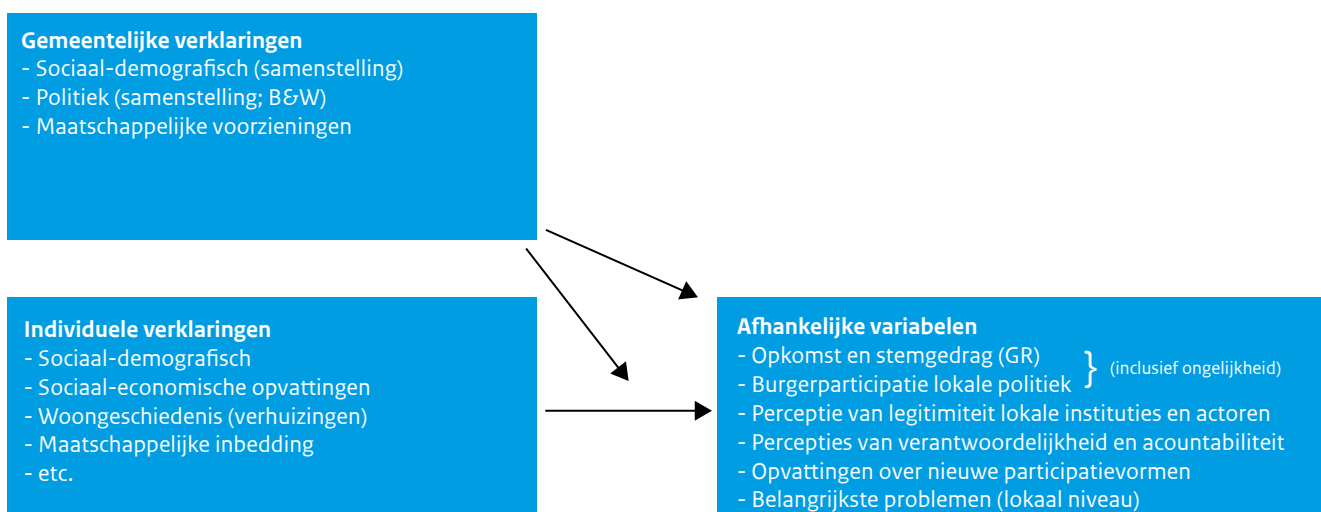 Gemeentelijke verklaringen
- Sociaal-demografisch (samenstelling)
- Politiek (samenstelling; B&W)
- Maatschappelijke voorzieningen
Individuele verklaringen
- Sociaal-demografisch
- Sociaal-economische opvattingen
- Woongeschiedenis (verhuizingen)
- Maatschappelijke inbedding
- etc.
Afhankelijke variabelen
- Opkomst en stemgedrag (GR)
- Burgerparticipatie lokale politiek } (inclusief ongelijkheid)
- Perceptie van legitimiteit lokale instituties en actoren
- Percepties van verantwoordelijkheid en acountabiliteit
- Opvattingen over nieuwe participatievormen
- Belangrijkste problemen (lokaal niveau)